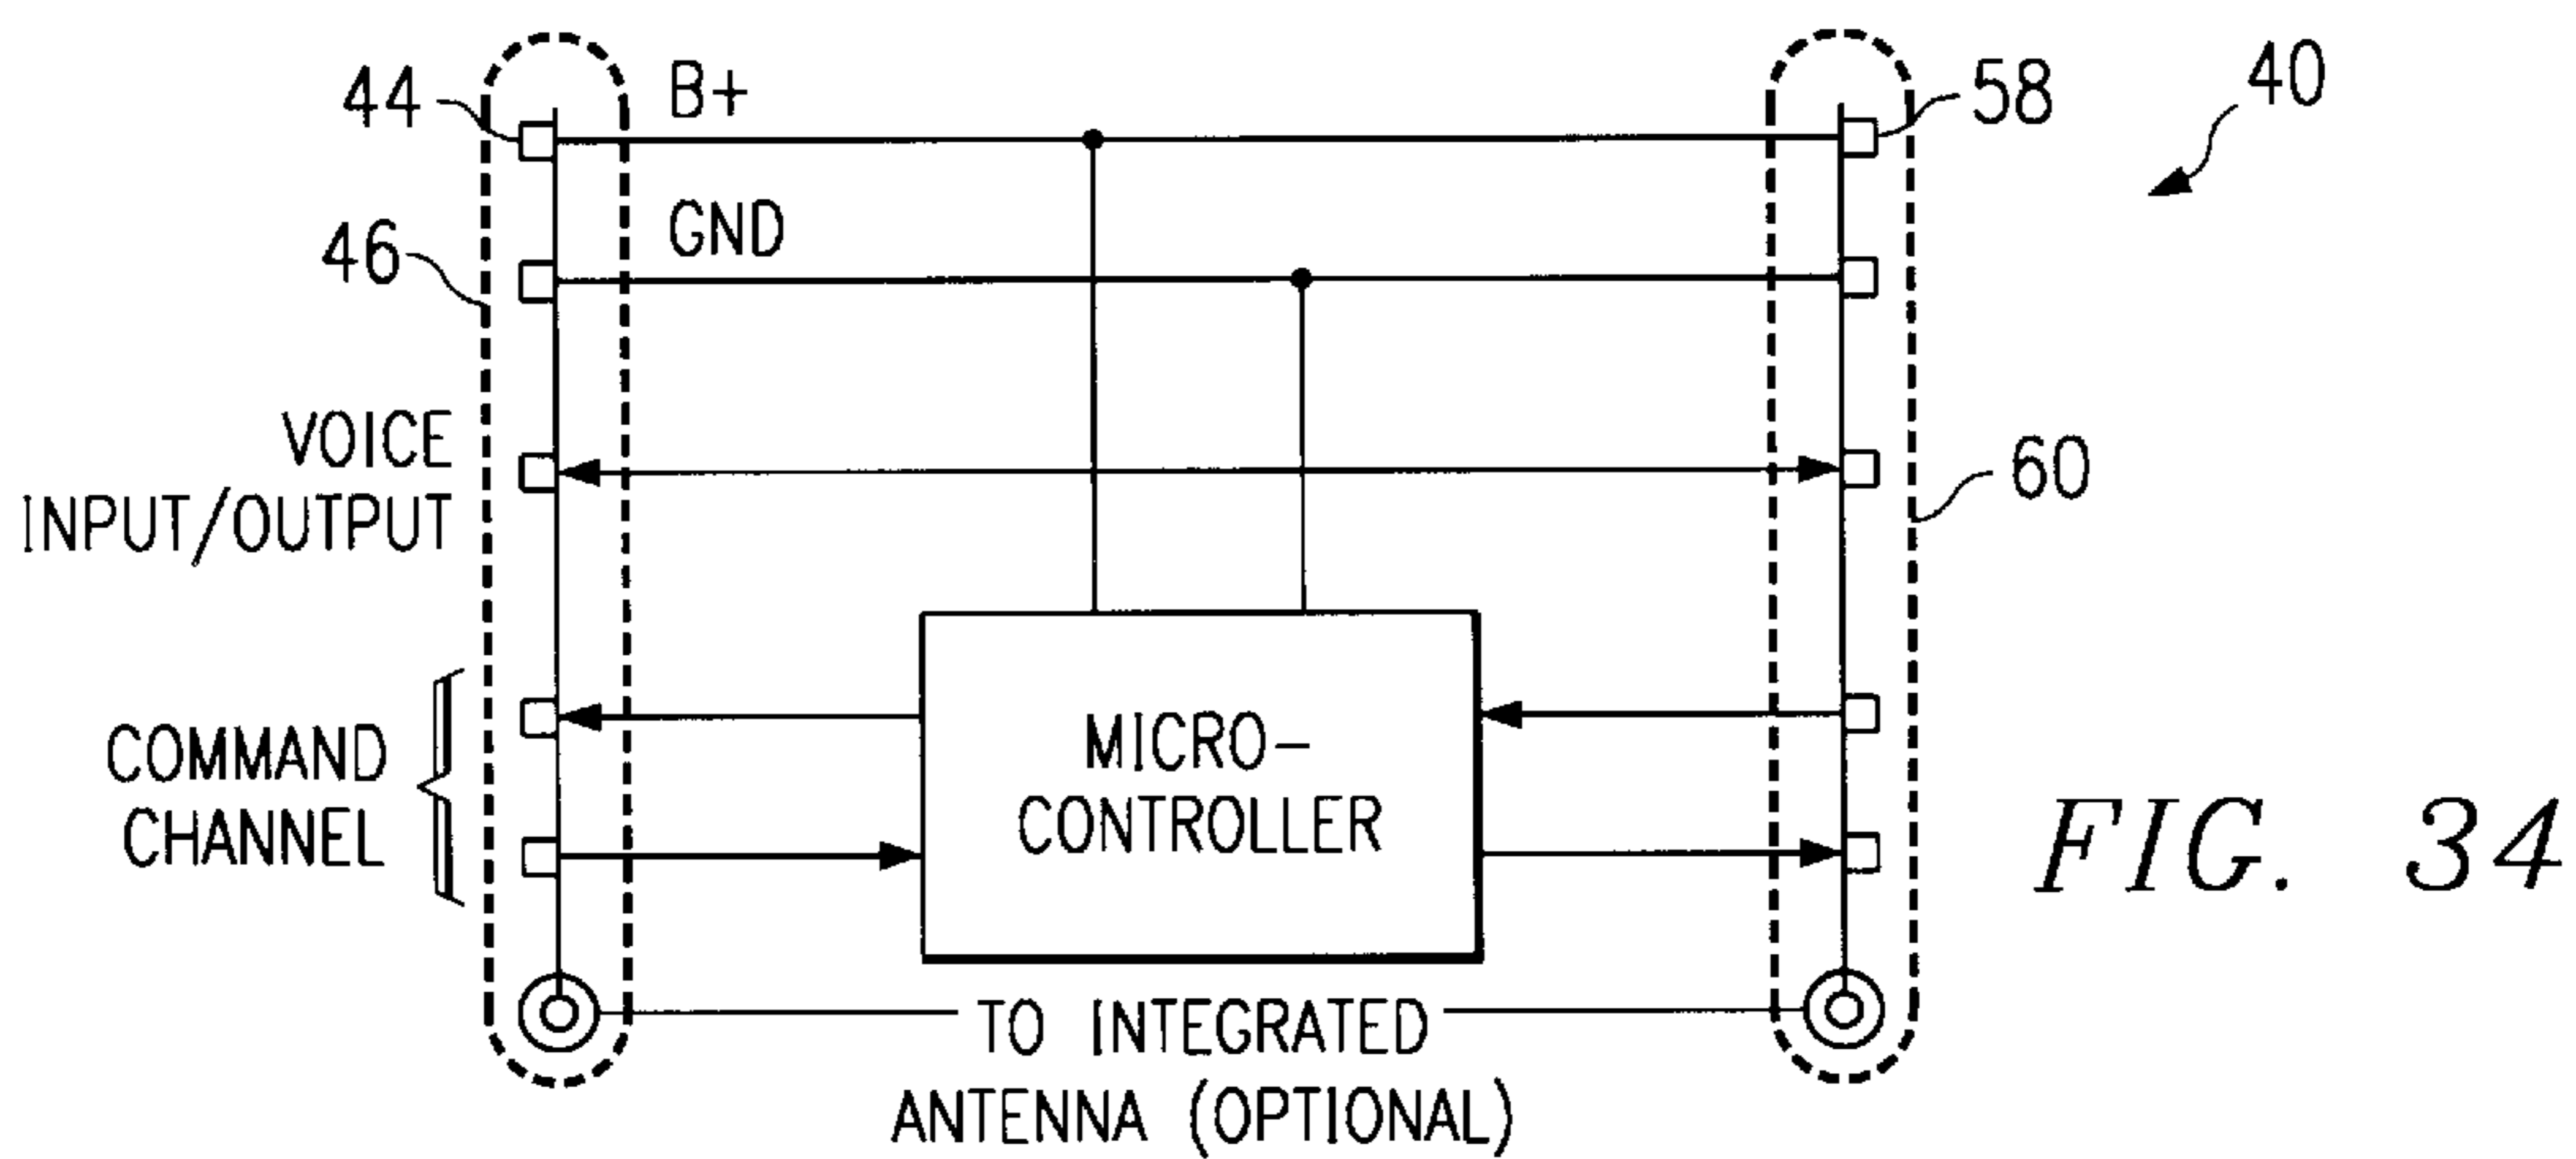 44
B+
58
40
46
GND
VOICE
INPUT/OUTPUT
60
COMMAND
CHANNEL
MICRO-
CONTROLLER
FIG. 34
TO INTEGRATED
ANTENNA (OPTIONAL)